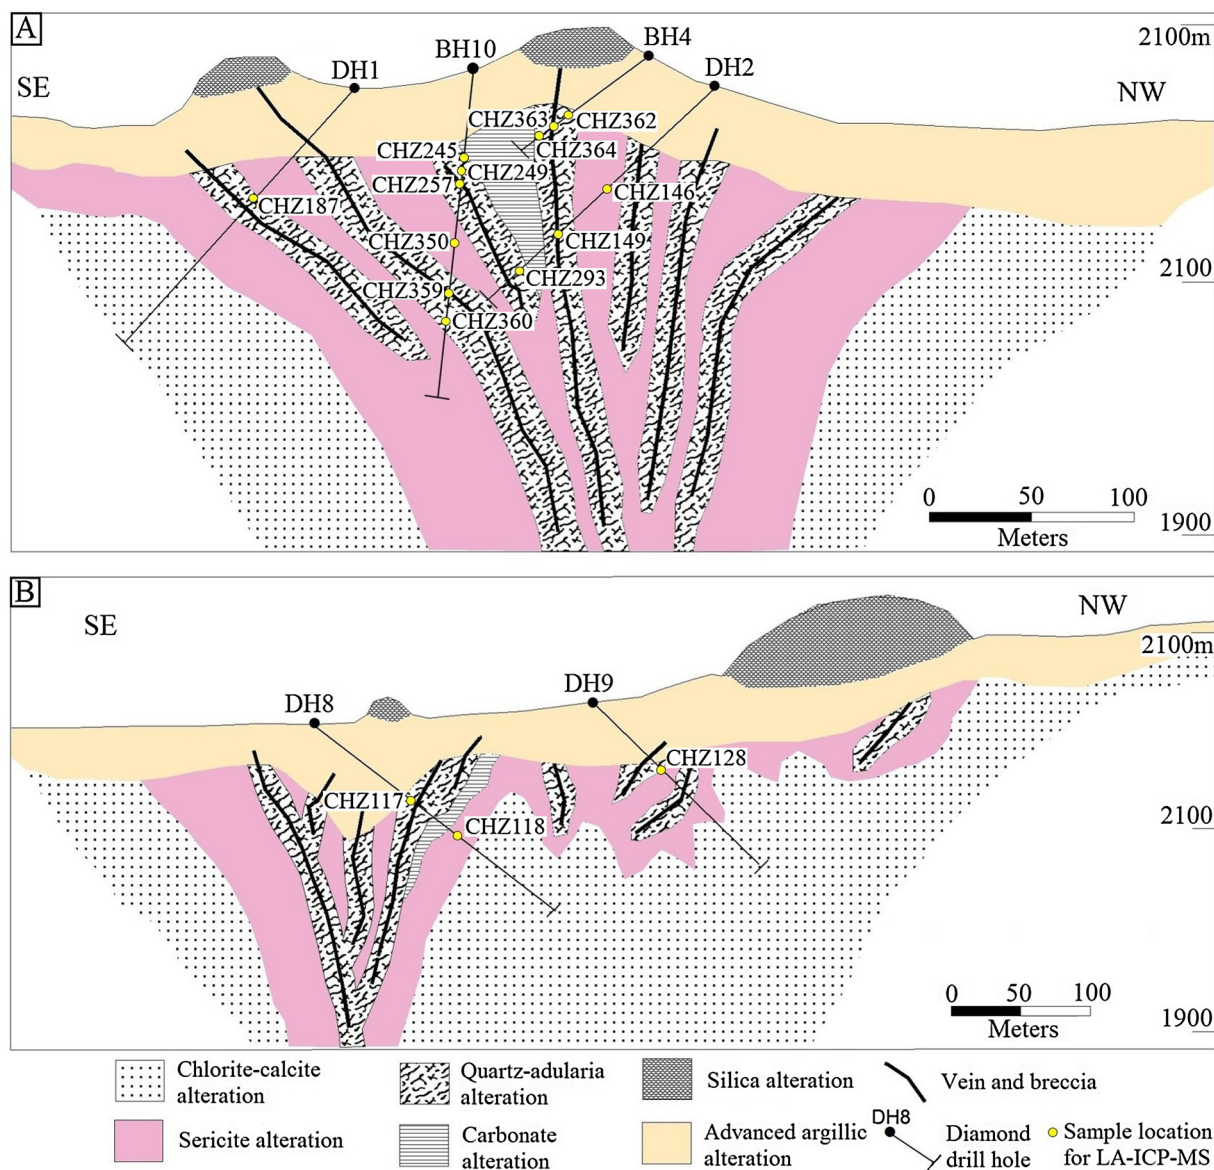 A
2100m
SE
DH1
BH10
BH4
DH2
NW
CHZ363
CHZ362
CHZ245
CHZ364
CHZ249
CHZ257
CHZ146
CHZ187
CHZ350
CHZ149
2100
CHZ293
CHZ359
CHZ360
0 50 100
Meters
1900
B
SE
NW
2100m
DH8
DH9
CHZ128
CHZ117
CHZ118
2100
0 50 100
Meters
1900
Chlorite-calcite
alteration
Quartz-adularia
alteration
Silica alteration
Vein and breccia
Sericite alteration
Carbonate
alteration
Advanced argillic
alteration
DH8
Diamond
drill hole
Sample location
for LA-ICP-MS